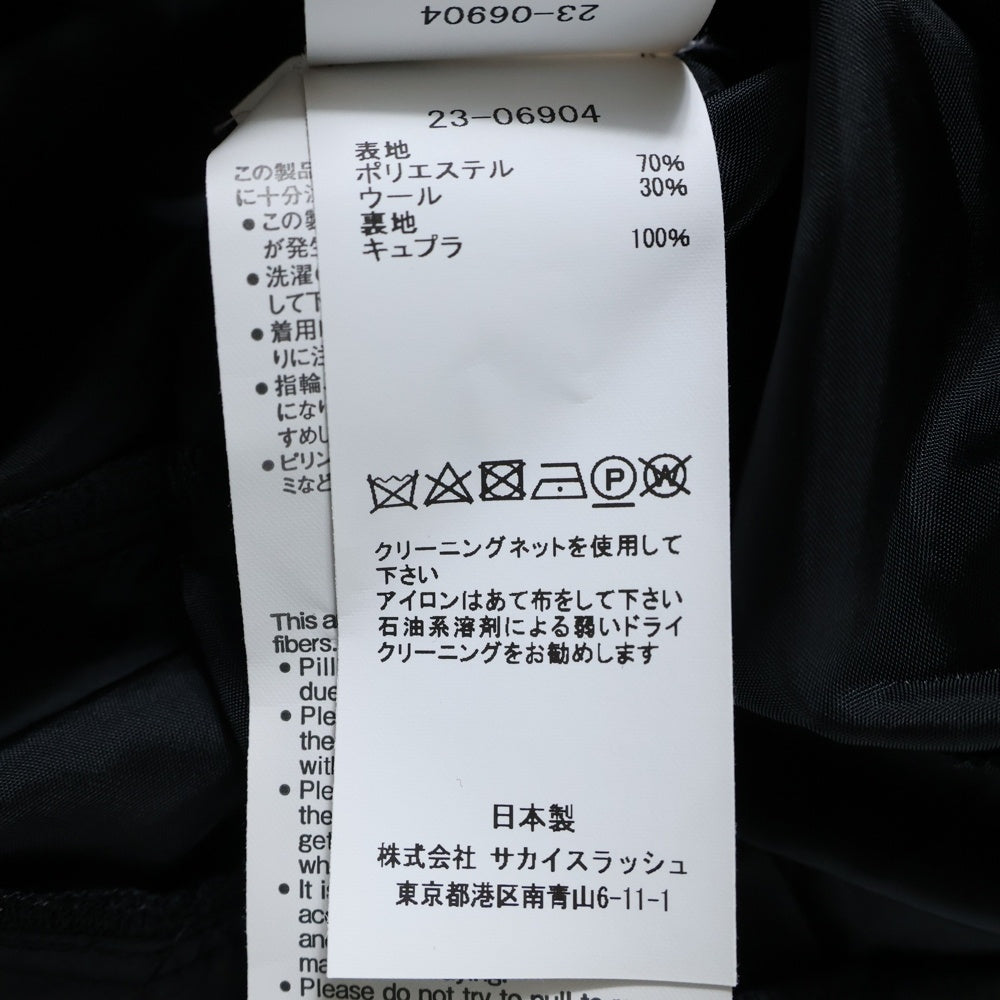 23-06904
23-06904
表地
ポリエステル 70%
ウール 30%
裏地
キュプラ 100%
P W
クリーニングネットを使用して
下さい
アイロンはあて布をして下さい
石油系溶剤による弱いドライ
クリーニングをお勧めします
日本製
株式会社 サカイスラッシュ
東京都港区南青山6-11-1
この製品
に十分
● この
が発生
● 洗濯
して下
● 着用
りに注
● 指輪
にな
すめ
● ピリン
ミなど
This
fibers.
● Pill
due
● Ple
the
with
● Ple
the
get
wh
● It is
ac
an
ma
● Please do not try to pull